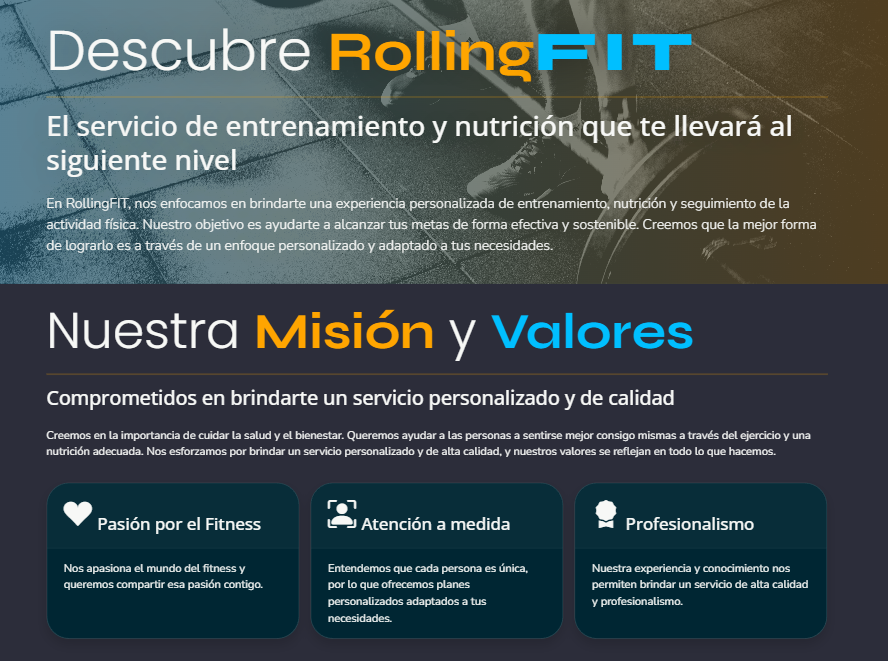 Descubre RollingFIT
El servicio de entrenamiento y nutrición que te llevará al
siguiente nivel
En RollingFIT, nos enfocamos en brindarte una experiencia personalizada de entrenamiento, nutrición y seguimiento de la
actividad física. Nuestro objetivo es ayudarte a alcanzar tus metas de forma efectiva y sostenible. Creemos que la mejor forma
de lograrlo es a través de un enfoque personalizado y adaptado a tus necesidades.
Nuestra Misión y Valores
Comprometidos en brindarte un servicio personalizado y de calidad
Creemos en la importancia de cuidar la salud y el bienestar. Queremos ayudar a las personas a sentirse mejor consigo mismas a través del ejercicio y una
nutrición adecuada. Nos esforzamos por brindar un servicio personalizado y de alta calidad, y nuestros valores se reflejan en todo lo que hacemos.
Pasión por el Fitness
Nos apasiona el mundo del fitness y
queremos compartir esa pasión contigo.
Atención a medida
Entendemos que cada persona es única,
por lo que ofrecemos planes
personalizados adaptados a tus
necesidades.
Profesionalismo
Nuestra experiencia y conocimiento nos
permiten brindar un servicio de alta calidad
y profesionalismo.